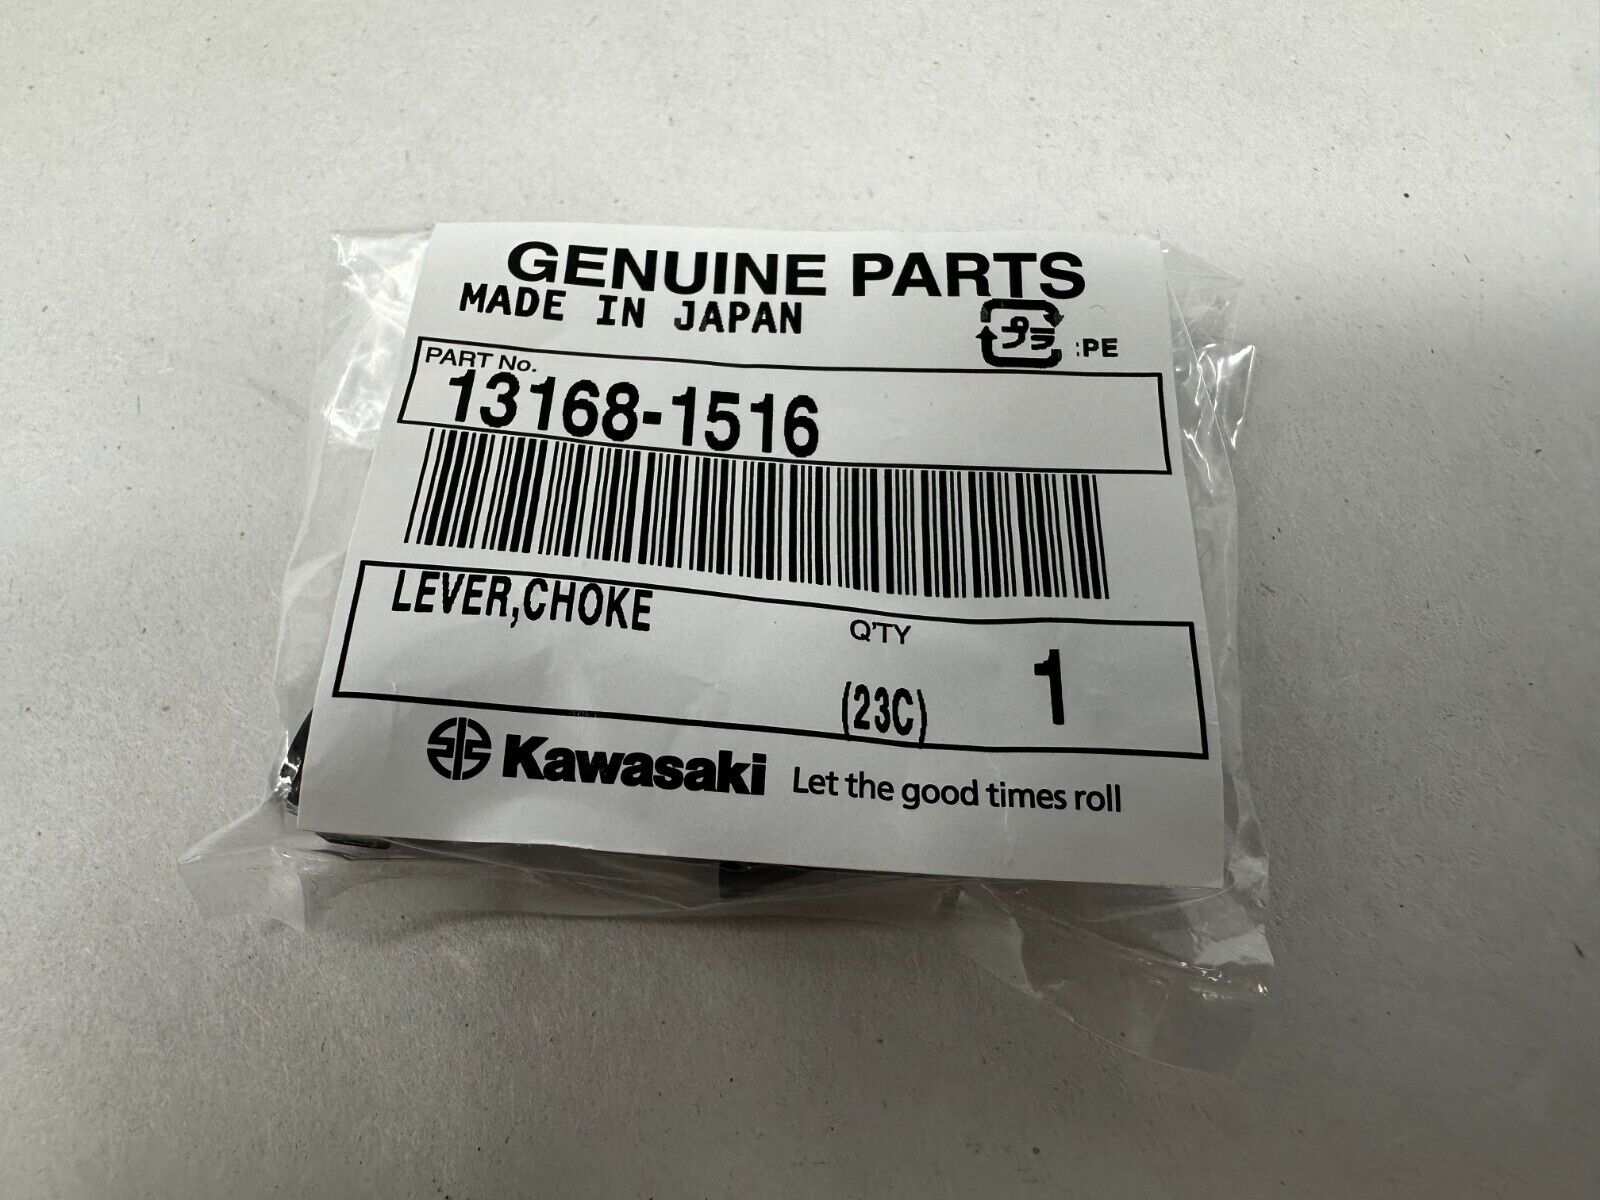 GENUINE PARTS
MADE IN JAPAN
プラ :PE
PART No.
13168-1516
LEVER,CHOKE
Q'TY
(23C) 1
Kawasaki Let the good times roll